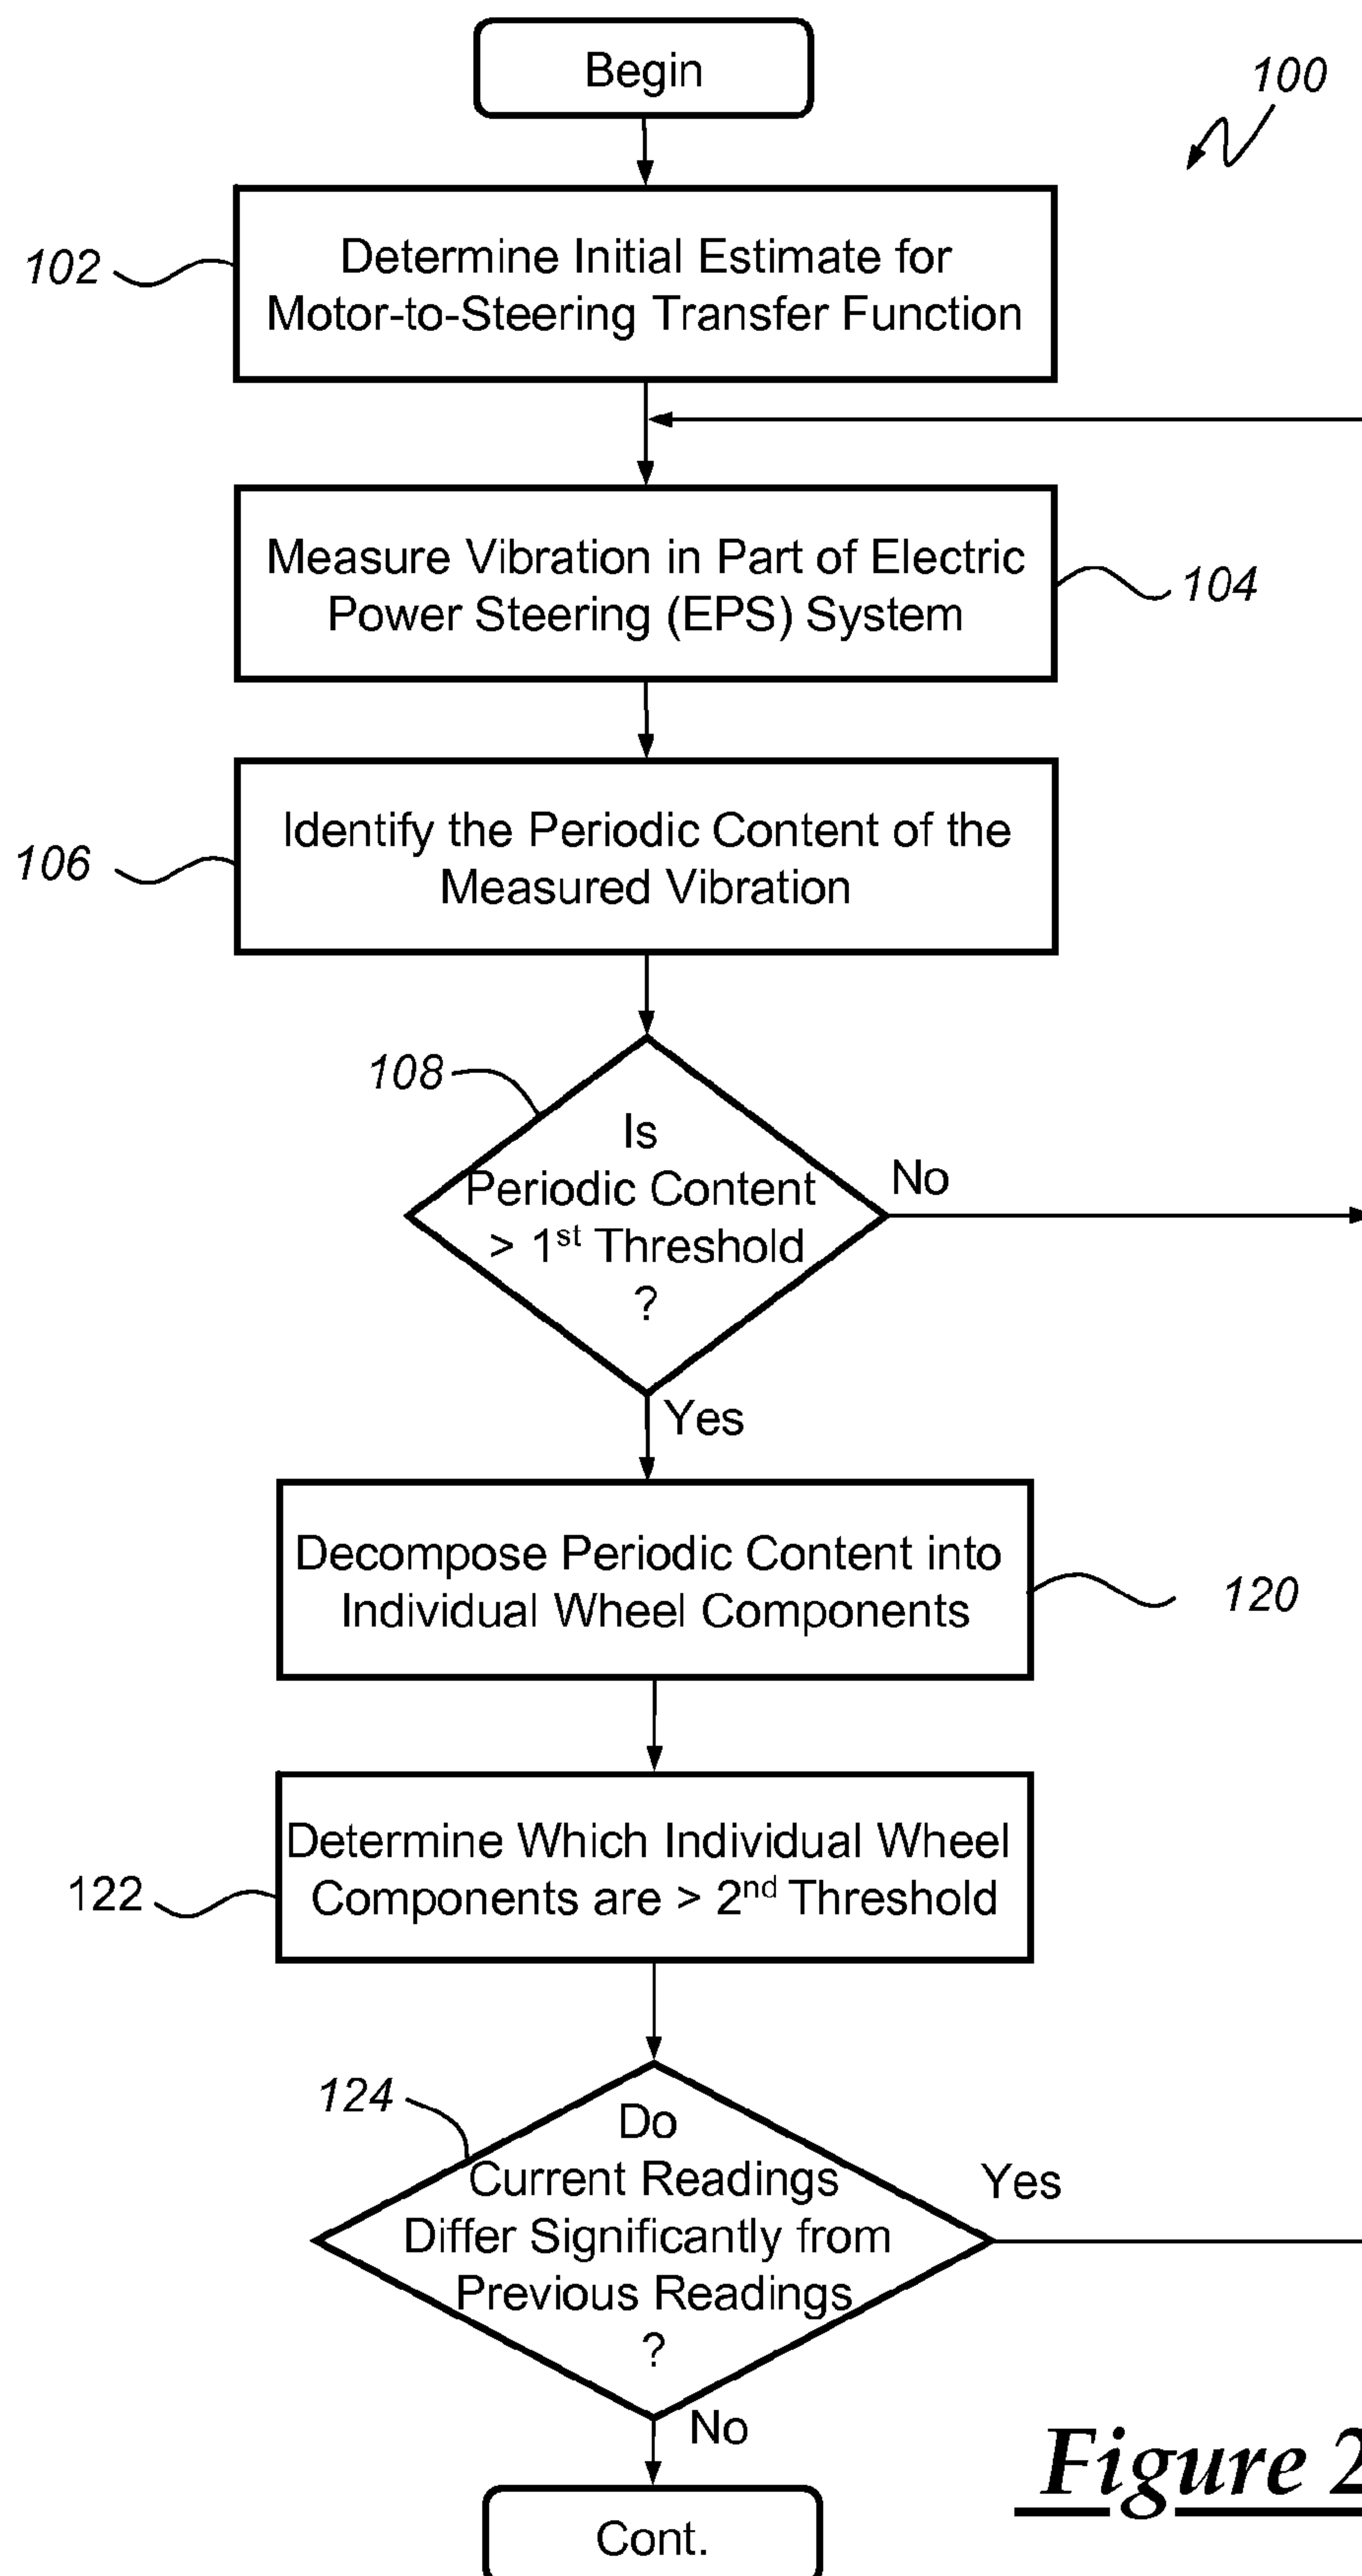 Begin
100
102
Determine Initial Estimate for
Motor-to-Steering Transfer Function
Measure Vibration in Part of Electric
Power Steering (EPS) System
104
Identify the Periodic Content of the
Measured Vibration
106
108
Is
Periodic Content
> 1st Threshold
?
No
Yes
Decompose Periodic Content into
Individual Wheel Components
120
Determine Which Individual Wheel
Components are > 2nd Threshold
122
124
Do
Current Readings
Differ Significantly from
Previous Readings
?
Yes
No
Cont.
Figure 2